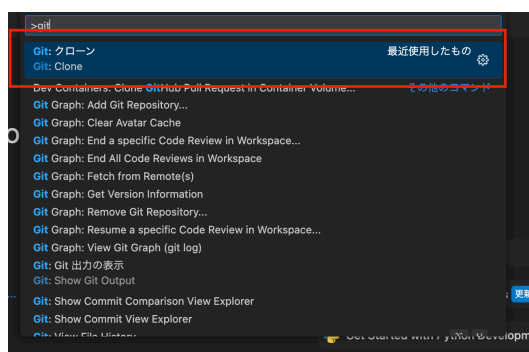 >git
Git: クローン 最近使用したもの
Git: Clone
Dev Containers: Clone GitHub Pull Request in Container Volume... その他のコマンド
Git Graph: Add Git Repository...
Git Graph: Clear Avatar Cache
Git Graph: End a specific Code Review in Workspace...
Git Graph: End All Code Reviews in Workspace
Git Graph: Fetch from Remote(s)
Git Graph: Get Version Information
Git Graph: Remove Git Repository...
Git Graph: Resume a specific Code Review in Workspace...
Git Graph: View Git Graph (git log)
Git: Git 出力の表示
Git: Show Git Output
Git: Show Commit Comparison View Explorer
更新
Git: Show Commit View Explorer
Git: View File History
Get Started with Python Developm